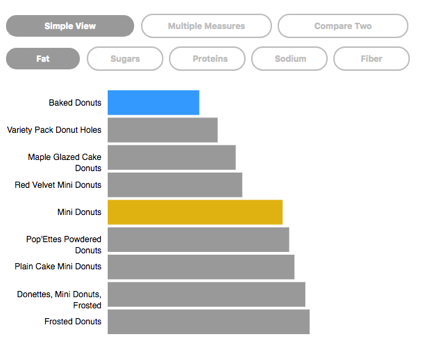 Simple View Multiple Measures Compare Two
Fat Sugars Proteins Sodium Fiber
Baked Donuts
Variety Pack Donut Holes
Maple Glazed Cake
Donuts
Red Velvet Mini Donuts
Mini Donuts
Pop'Ettes Powdered
Donuts
Plain Cake Mini Donuts
Donettes, Mini Donuts,
Frosted
Frosted Donuts